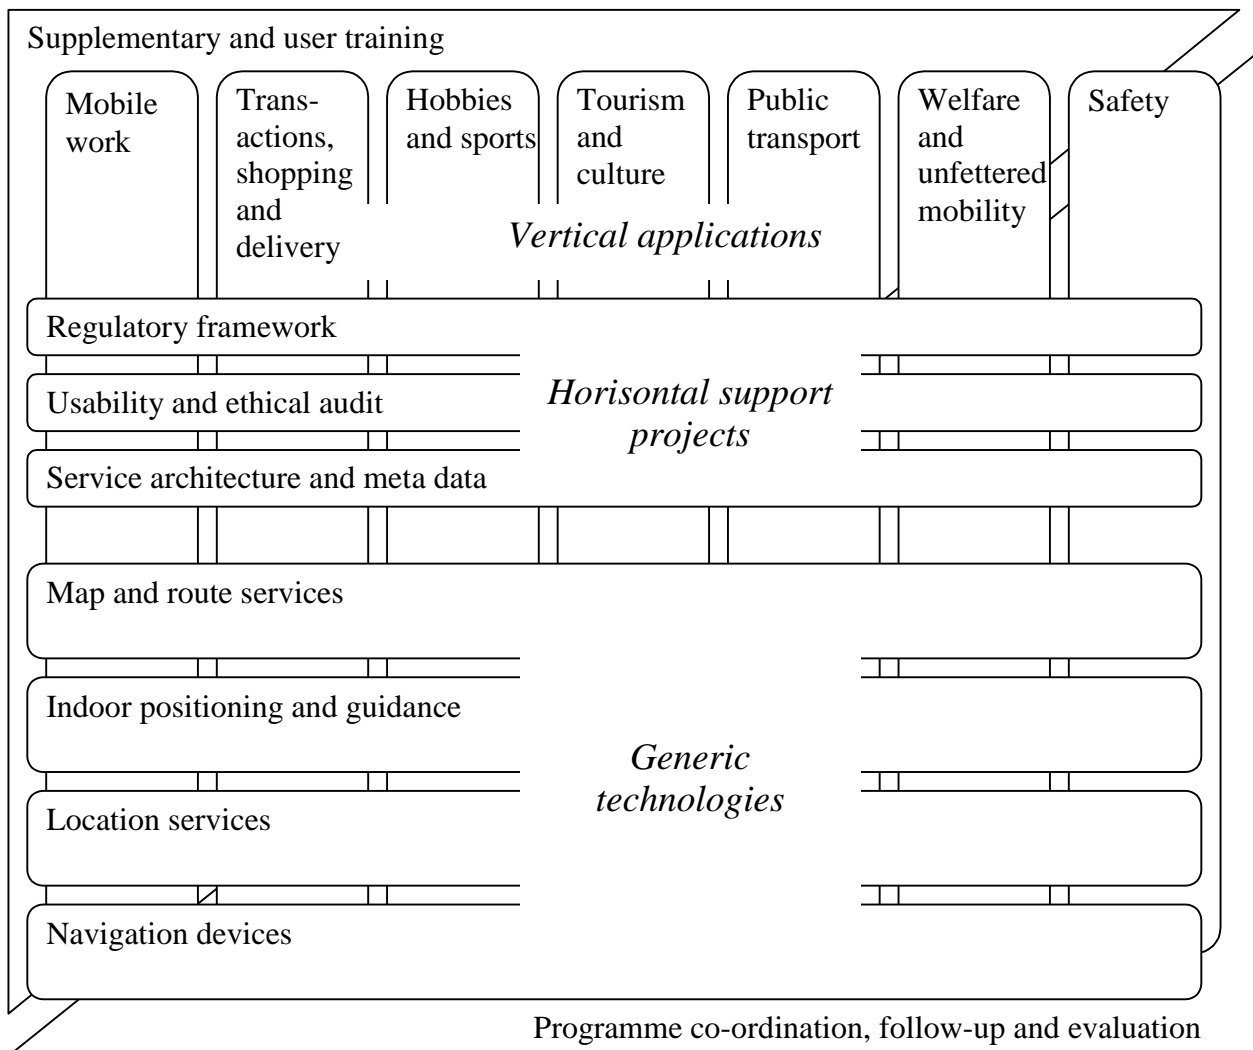 Supplementary and user training
Mobile
work
Trans-
actions,
shopping
and
delivery
Hobbies
and sports
Tourism
and
culture
Public
transport
Welfare
and
unfettered
mobility
Safety
Vertical applications
Regulatory framework
Usability and ethical audit
Service architecture and meta data
Horisontal support
projects
Map and route services
Indoor positioning and guidance
Location services
Navigation devices
Generic
technologies
Programme co-ordination, follow-up and evaluation